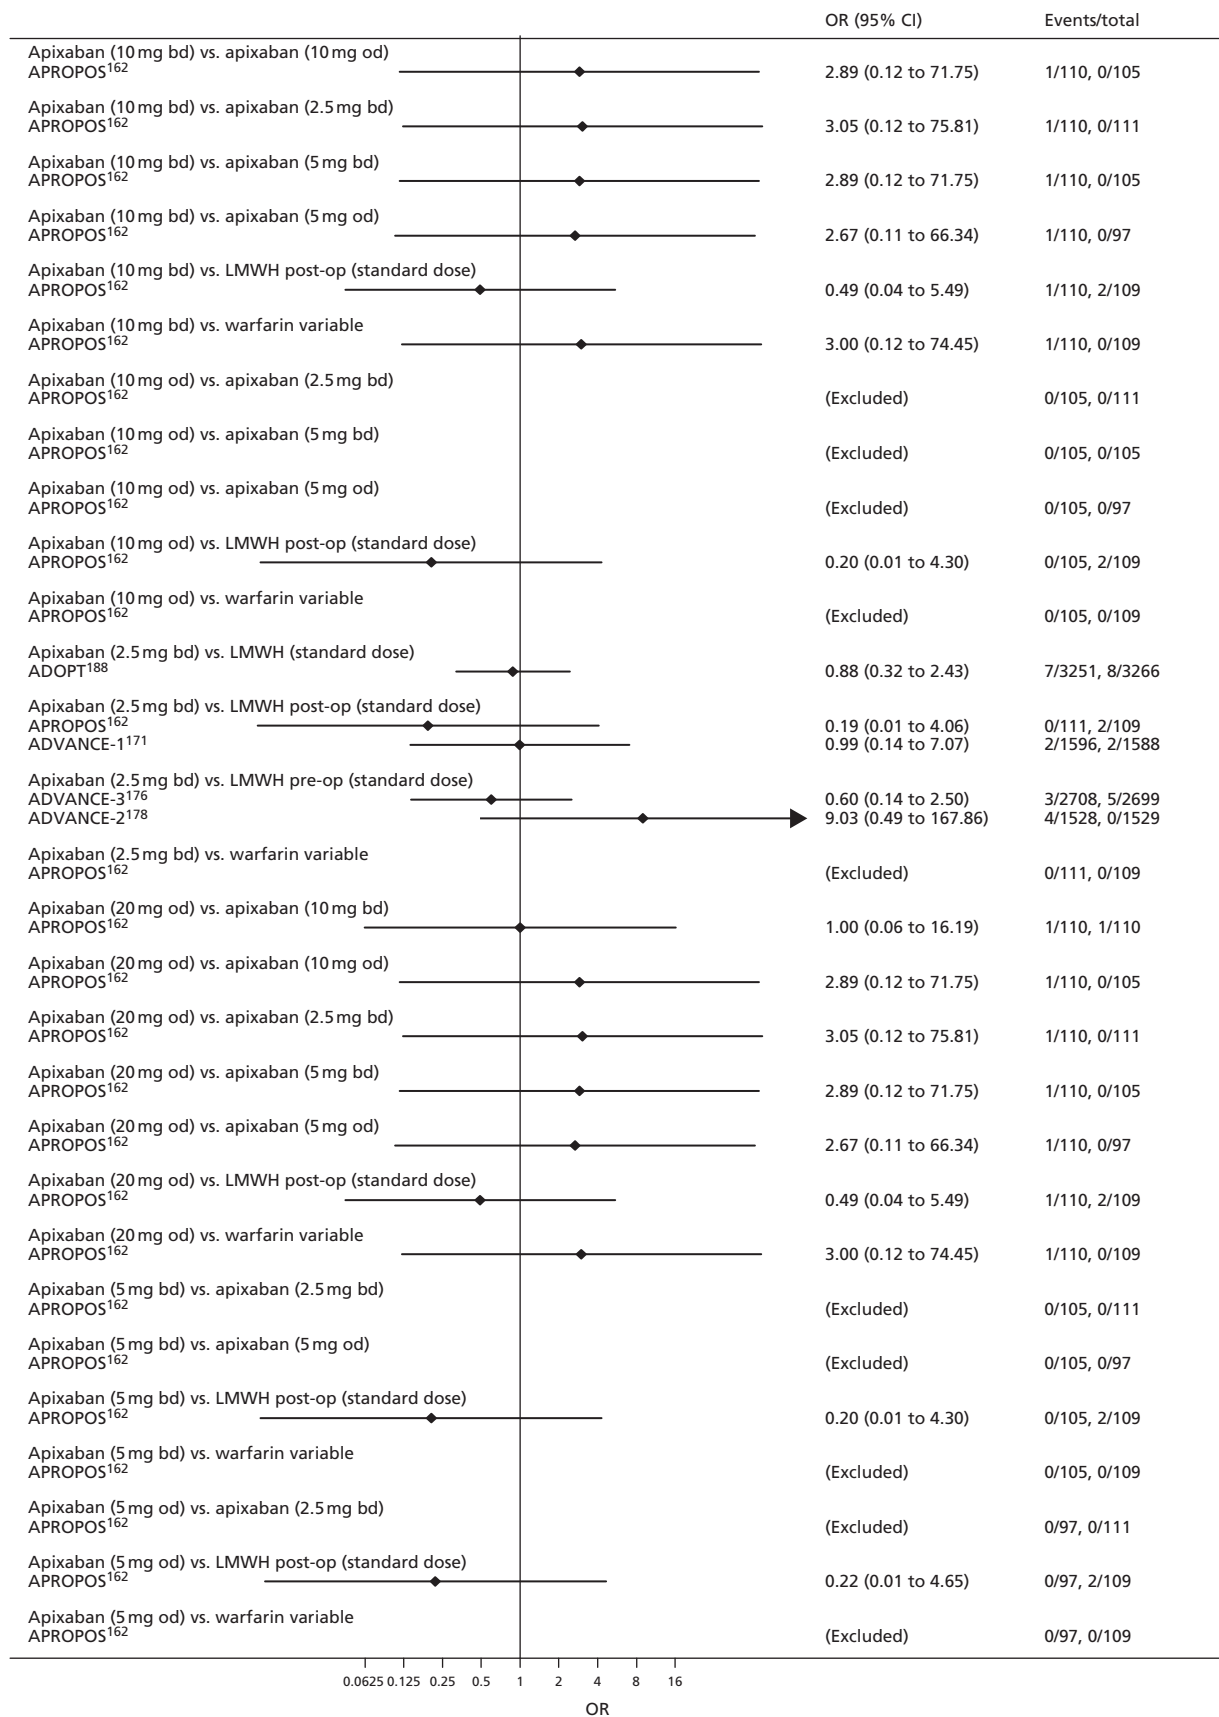 OR (95% CI) Events/total
Apixaban (10 mg bd) vs. apixaban (10 mg od)
APROPOS162 2.89 (0.12 to 71.75) 1/110, 0/105
Apixaban (10 mg bd) vs. apixaban (2.5 mg bd)
APROPOS162 3.05 (0.12 to 75.81) 1/110, 0/111
Apixaban (10 mg bd) vs. apixaban (5 mg bd)
APROPOS162 2.89 (0.12 to 71.75) 1/110, 0/105
Apixaban (10 mg bd) vs. apixaban (5 mg od)
APROPOS162 2.67 (0.11 to 66.34) 1/110, 0/97
Apixaban (10 mg bd) vs. LMWH post-op (standard dose)
APROPOS162 0.49 (0.04 to 5.49) 1/110, 2/109
Apixaban (10 mg bd) vs. warfarin variable
APROPOS162 3.00 (0.12 to 74.45) 1/110, 0/109
Apixaban (10 mg od) vs. apixaban (2.5 mg bd)
APROPOS162 (Excluded) 0/105, 0/111
Apixaban (10 mg od) vs. apixaban (5 mg bd)
APROPOS162 (Excluded) 0/105, 0/105
Apixaban (10 mg od) vs. apixaban (5 mg od)
APROPOS162 (Excluded) 0/105, 0/97
Apixaban (10 mg od) vs. LMWH post-op (standard dose)
APROPOS162 0.20 (0.01 to 4.30) 0/105, 2/109
Apixaban (10 mg od) vs. warfarin variable
APROPOS162 (Excluded) 0/105, 0/109
Apixaban (2.5 mg bd) vs. LMWH (standard dose)
ADOPT188 0.88 (0.32 to 2.43) 7/3251, 8/3266
Apixaban (2.5 mg bd) vs. LMWH post-op (standard dose)
APROPOS162 0.19 (0.01 to 4.06) 0/111, 2/109
ADVANCE-1171 0.99 (0.14 to 7.07) 2/1596, 2/1588
Apixaban (2.5 mg bd) vs. LMWH pre-op (standard dose)
ADVANCE-3176 0.60 (0.14 to 2.50) 3/2708, 5/2699
ADVANCE-2178 9.03 (0.49 to 167.86) 4/1528, 0/1529
Apixaban (2.5 mg bd) vs. warfarin variable
APROPOS162 (Excluded) 0/111, 0/109
Apixaban (20 mg od) vs. apixaban (10 mg bd)
APROPOS162 1.00 (0.06 to 16.19) 1/110, 1/110
Apixaban (20 mg od) vs. apixaban (10 mg od)
APROPOS162 2.89 (0.12 to 71.75) 1/110, 0/105
Apixaban (20 mg od) vs. apixaban (2.5 mg bd)
APROPOS162 3.05 (0.12 to 75.81) 1/110, 0/111
Apixaban (20 mg od) vs. apixaban (5 mg bd)
APROPOS162 2.89 (0.12 to 71.75) 1/110, 0/105
Apixaban (20 mg od) vs. apixaban (5 mg od)
APROPOS162 2.67 (0.11 to 66.34) 1/110, 0/97
Apixaban (20 mg od) vs. LMWH post-op (standard dose)
APROPOS162 0.49 (0.04 to 5.49) 1/110, 2/109
Apixaban (20 mg od) vs. warfarin variable
APROPOS162 3.00 (0.12 to 74.45) 1/110, 0/109
Apixaban (5 mg bd) vs. apixaban (2.5 mg bd)
APROPOS162 (Excluded) 0/105, 0/111
Apixaban (5 mg bd) vs. apixaban (5 mg od)
APROPOS162 (Excluded) 0/105, 0/97
Apixaban (5 mg bd) vs. LMWH post-op (standard dose)
APROPOS162 0.20 (0.01 to 4.30) 0/105, 2/109
Apixaban (5 mg bd) vs. warfarin variable
APROPOS162 (Excluded) 0/105, 0/109
Apixaban (5 mg od) vs. apixaban (2.5 mg bd)
APROPOS162 (Excluded) 0/97, 0/111
Apixaban (5 mg od) vs. LMWH post-op (standard dose)
APROPOS162 0.22 (0.01 to 4.65) 0/97, 2/109
Apixaban (5 mg od) vs. warfarin variable
APROPOS162 (Excluded) 0/97, 0/109
0.0625 0.125 0.25 0.5 1 2 4 8 16
OR